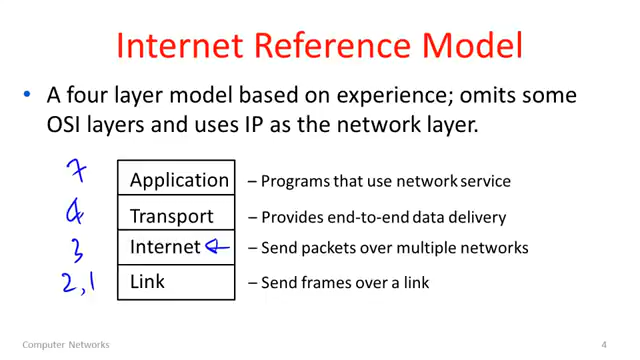 Internet Reference Model
• A four layer model based on experience; omits some
OSI layers and uses IP as the network layer.
7 Application – Programs that use network service
4 Transport – Provides end-to-end data delivery
3 Internet – Send packets over multiple networks
2,1 Link – Send frames over a link
Computer Networks 4